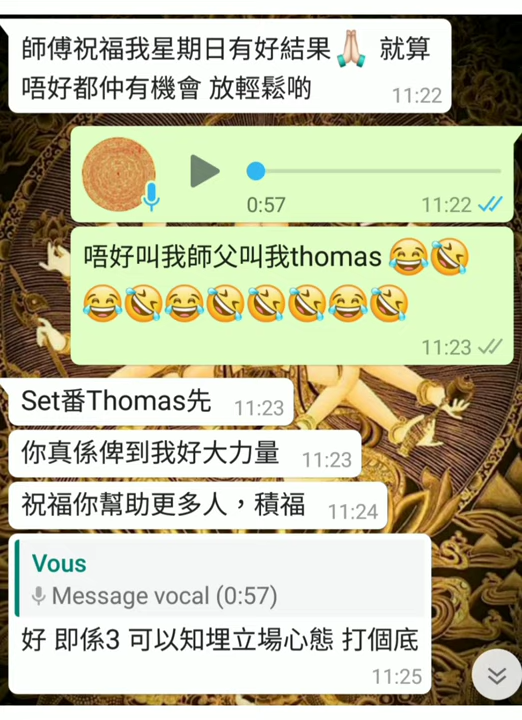 師傅祝福我星期日有好結果🙏🏻 就算
唔好都仲有機會 放輕鬆啲
11:22
0:57
11:22
唔好叫我師父叫我thomas 😂🤣
😂🤣😂🤣🤣🤣😂🤣
11:23
Set番Thomas先
11:23
你真係俾到我好大力量
11:23
祝福你幫助更多人，積福
11:24
Vous
Message vocal (0:57)
好 即係3 可以知埋立場心態 打個底
11:25